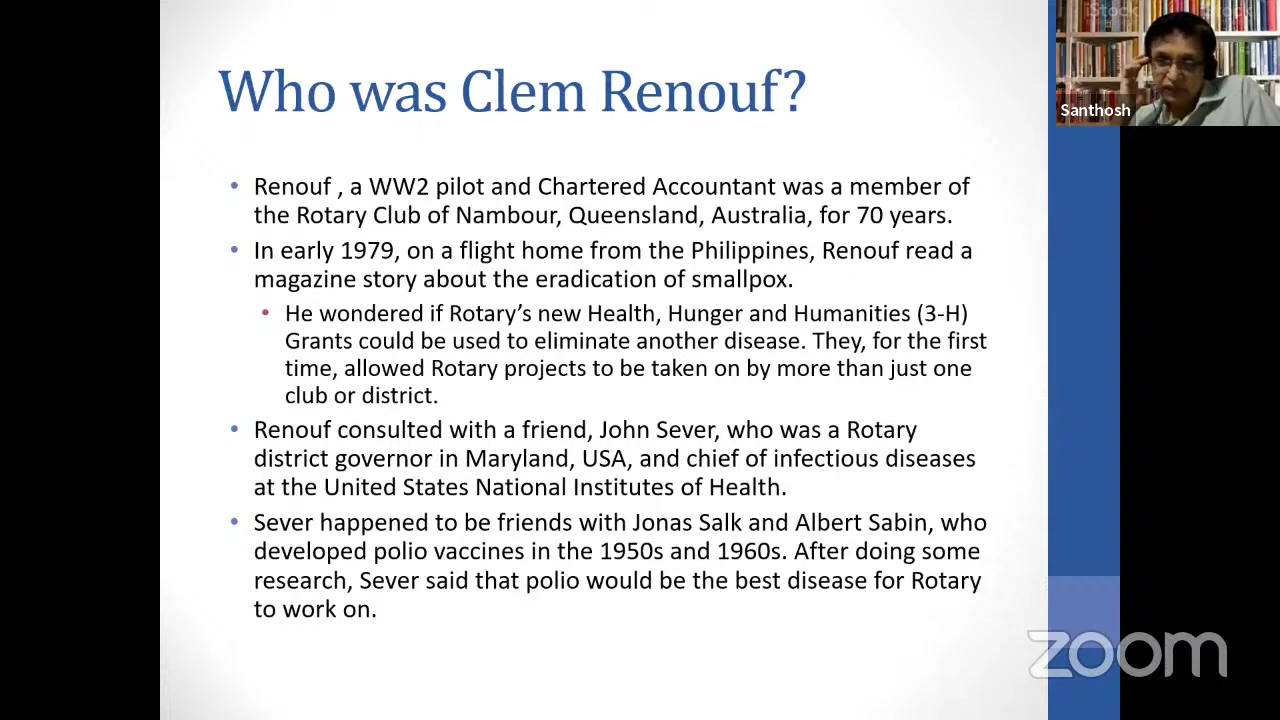 Who was Clem Renouf?
• Renouf , a WW2 pilot and Chartered Accountant was a member of
the Rotary Club of Nambour, Queensland, Australia, for 70 years.
• In early 1979, on a flight home from the Philippines, Renouf read a
magazine story about the eradication of smallpox.
• He wondered if Rotary’s new Health, Hunger and Humanities (3-H)
Grants could be used to eliminate another disease. They, for the first
time, allowed Rotary projects to be taken on by more than just one
club or district.
• Renouf consulted with a friend, John Sever, who was a Rotary
district governor in Maryland, USA, and chief of infectious diseases
at the United States National Institutes of Health.
• Sever happened to be friends with Jonas Salk and Albert Sabin, who
developed polio vaccines in the 1950s and 1960s. After doing some
research, Sever said that polio would be the best disease for Rotary
to work on.
iStock
Santhosh
zoom